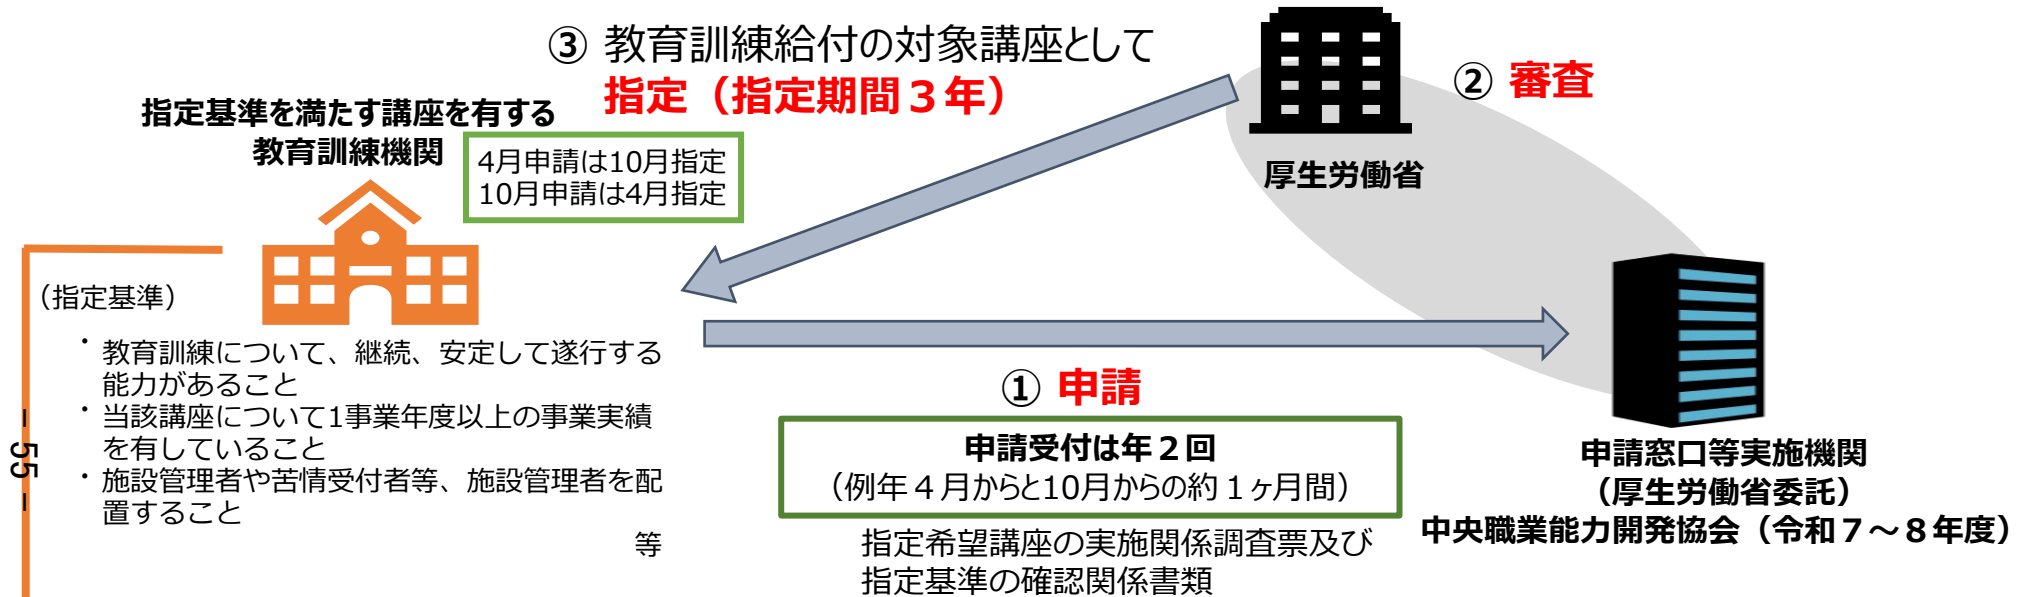 ③ 教育訓練給付の対象講座として
指定（指定期間３年）
② 審査
指定基準を満たす講座を有する
教育訓練機関
4月申請は10月指定
10月申請は4月指定
厚生労働省
（指定基準）
・教育訓練について、継続、安定して遂行する
能力があること
・当該講座について1事業年度以上の事業実績
を有していること
・施設管理者や苦情受付者等、施設管理者を配
置すること
等
① 申請
申請受付は年２回
（例年４月からと10月からの約１ヶ月間）
指定希望講座の実施関係調査票及び
指定基準の確認関係書類
申請窓口等実施機関
（厚生労働省委託）
中央職業能力開発協会（令和７～８年度）
– 55 –